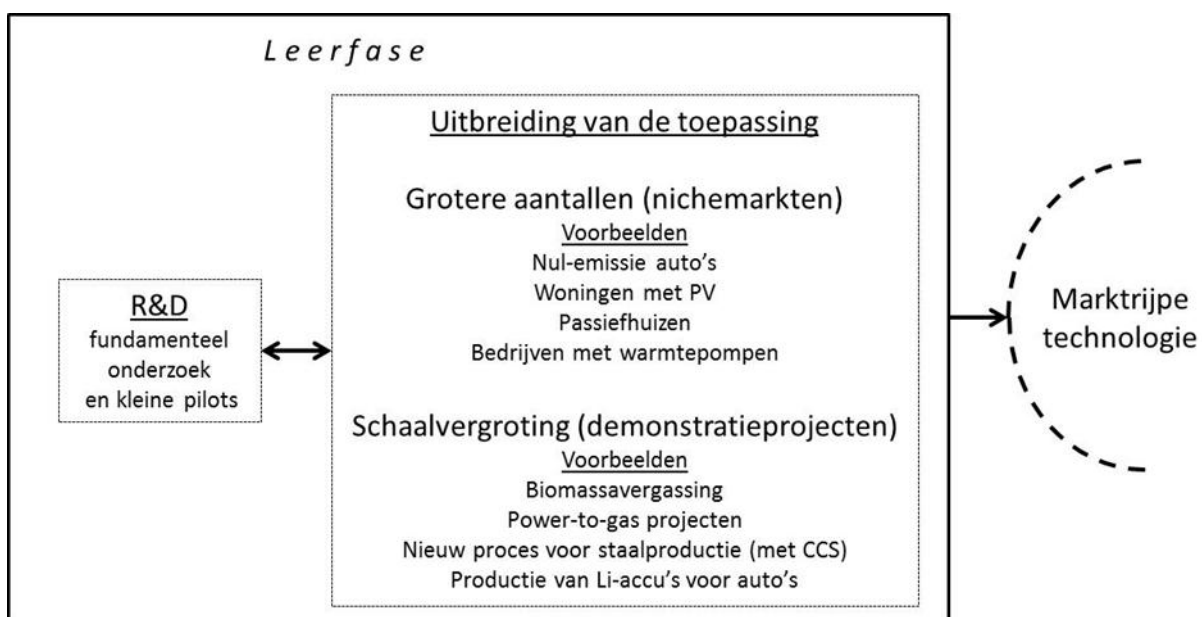 Leerfase
Uitbreiding van de toepassing
Grotere aantallen (nichemarkten)
Voorbeelden
Nul-emissie auto's
Woningen met PV
Passiefhuizen
Bedrijven met warmtepompen
Schaalvergroting (demonstratieprojecten)
Voorbeelden
Biomassavergassing
Power-to-gas projecten
Nieuw proces voor staalproductie (met CCS)
Productie van Li-accu's voor auto's
R&D
fundamenteel
onderzoek
en kleine pilots
Marktrijpe
technologie